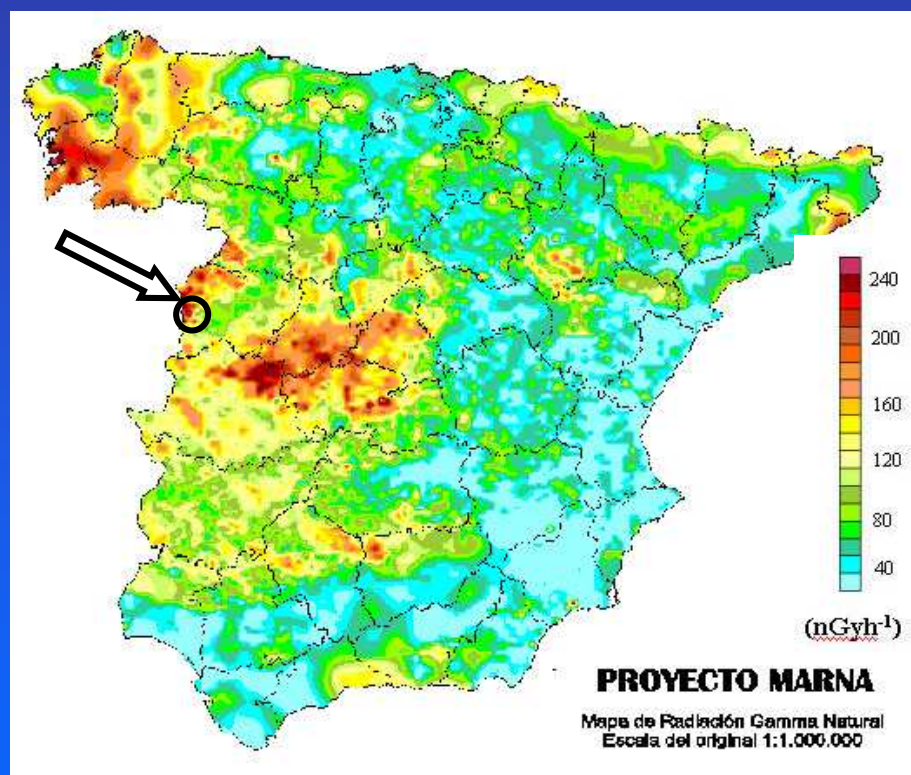 240
200
160
120
80
40
(nGyh-1)
PROYECTO MARNA
Mapa de Radiación Gamma Natural
Escala del original 1:1.000.000